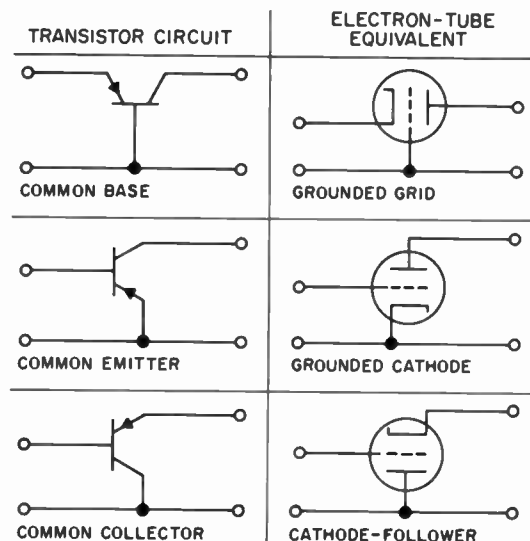 TRANSISTOR CIRCUIT
ELECTRON-TUBE
EQUIVALENT
COMMON BASE
GROUNDED GRID
COMMON EMITTER
GROUNDED CATHODE
COMMON COLLECTOR
CATHODE-FOLLOWER